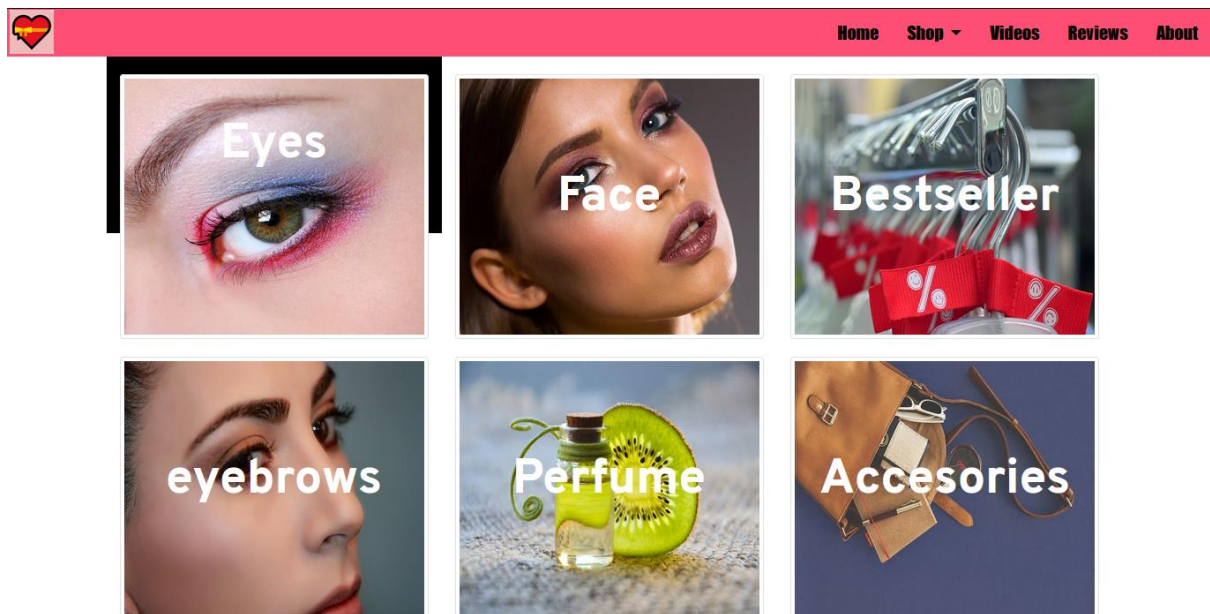 Home Shop Videos Reviews About
Eyes
Face
Bestseller
eyebrows
Perfume
Accesories